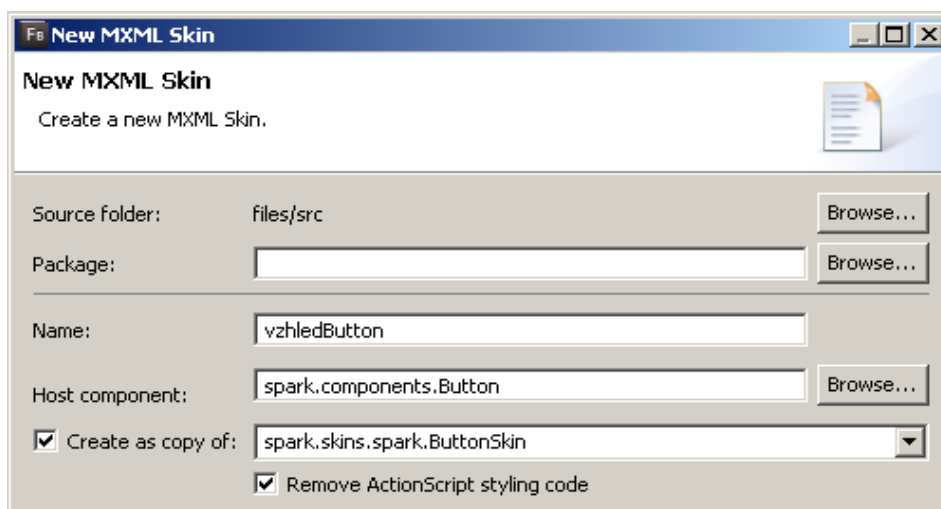 FB New MXML Skin
New MXML Skin
Create a new MXML Skin.
Source folder: files/src Browse...
Package: Browse...
Name: vzhledButton
Host component: spark.components.Button Browse...
Create as copy of: spark.skins.spark.ButtonSkin
Remove ActionScript styling code